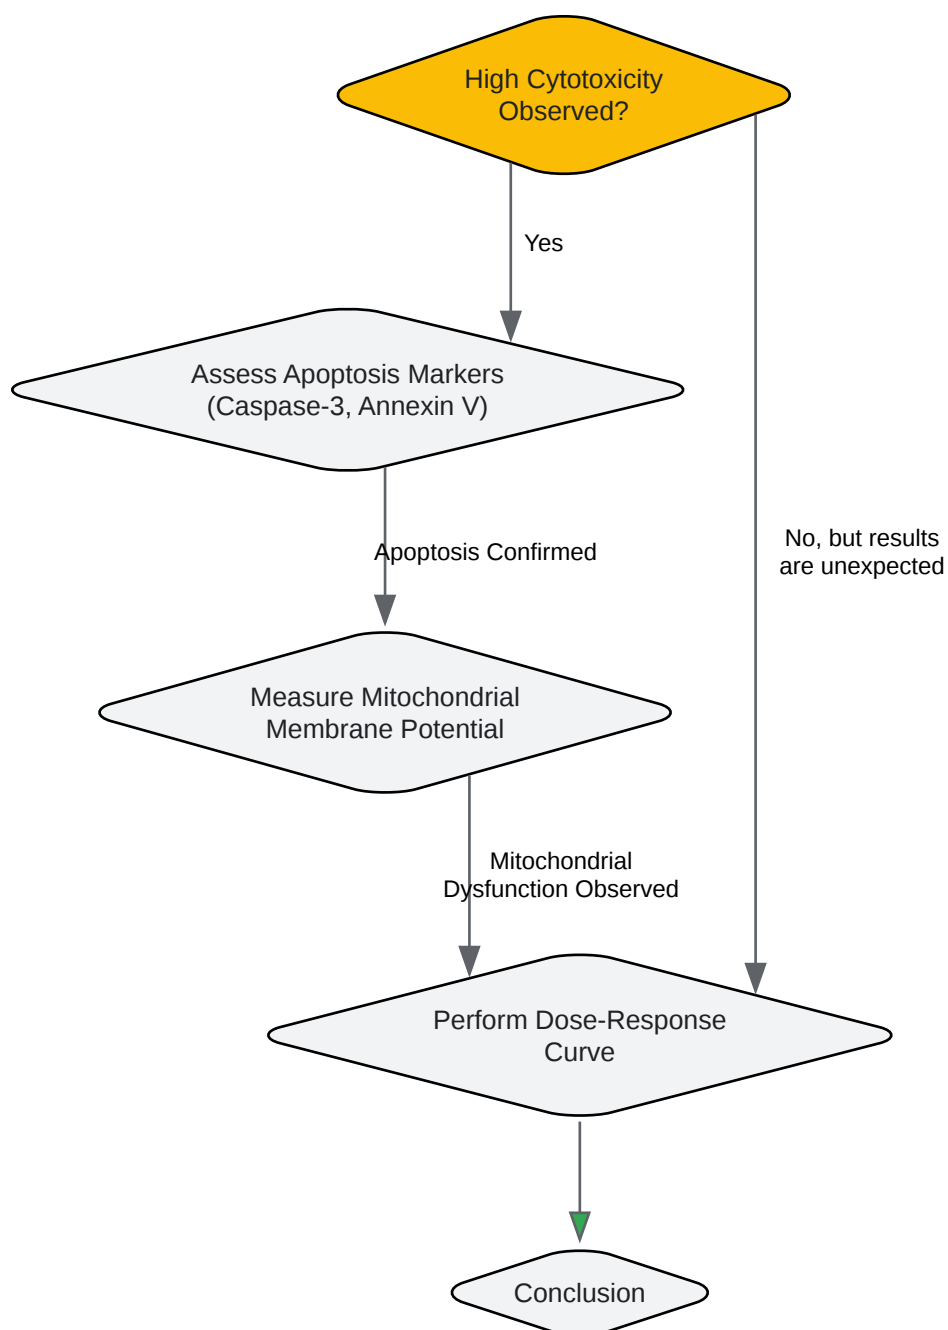 High Cytotoxicity
Observed?
Yes
Assess Apoptosis Markers
(Caspase-3, Annexin V)
Apoptosis Confirmed
No, but results
are unexpected
Measure Mitochondrial
Membrane Potential
Mitochondrial
Dysfunction Observed
Perform Dose-Response
Curve
Conclusion